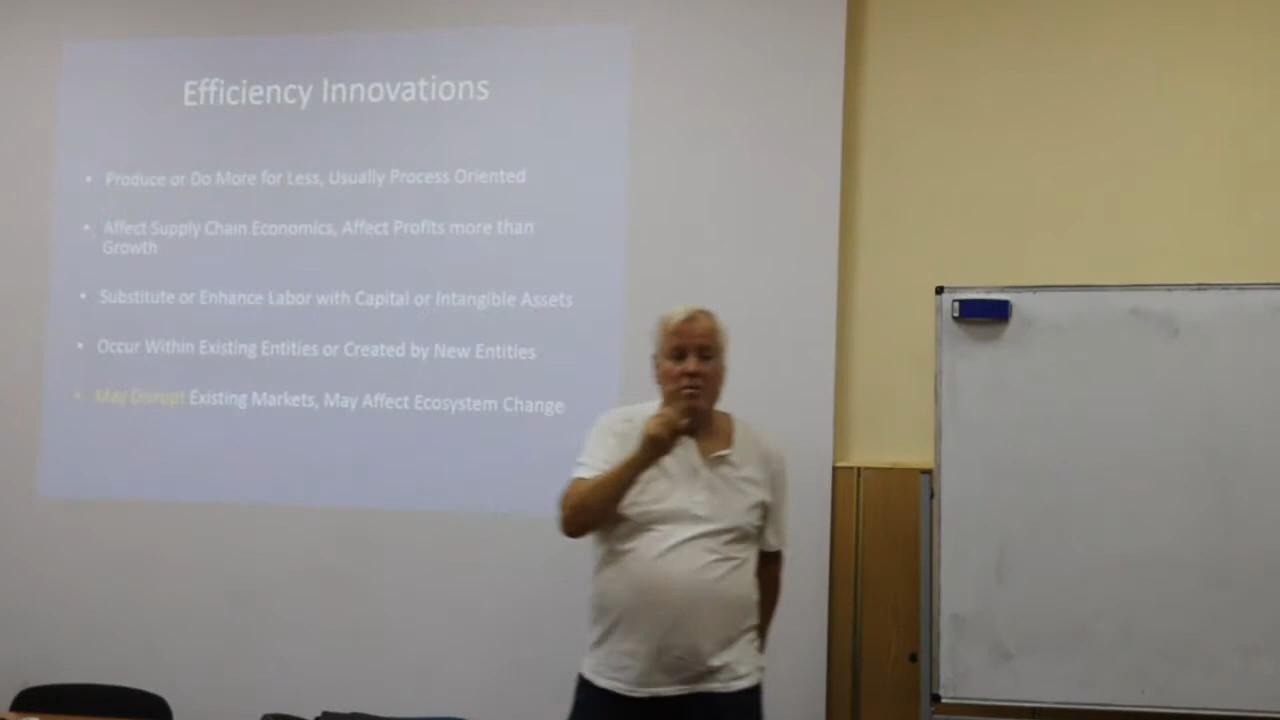 Efficiency Innovations
• Produce or Do More for Less, Usually Process Oriented
• Affect Supply Chain Economics, Affect Profits more than
Growth
• Substitute or Enhance Labor with Capital or Intangible Assets
• Occur Within Existing Entities or Created by New Entities
• May Disrupt Existing Markets, May Affect Ecosystem Change